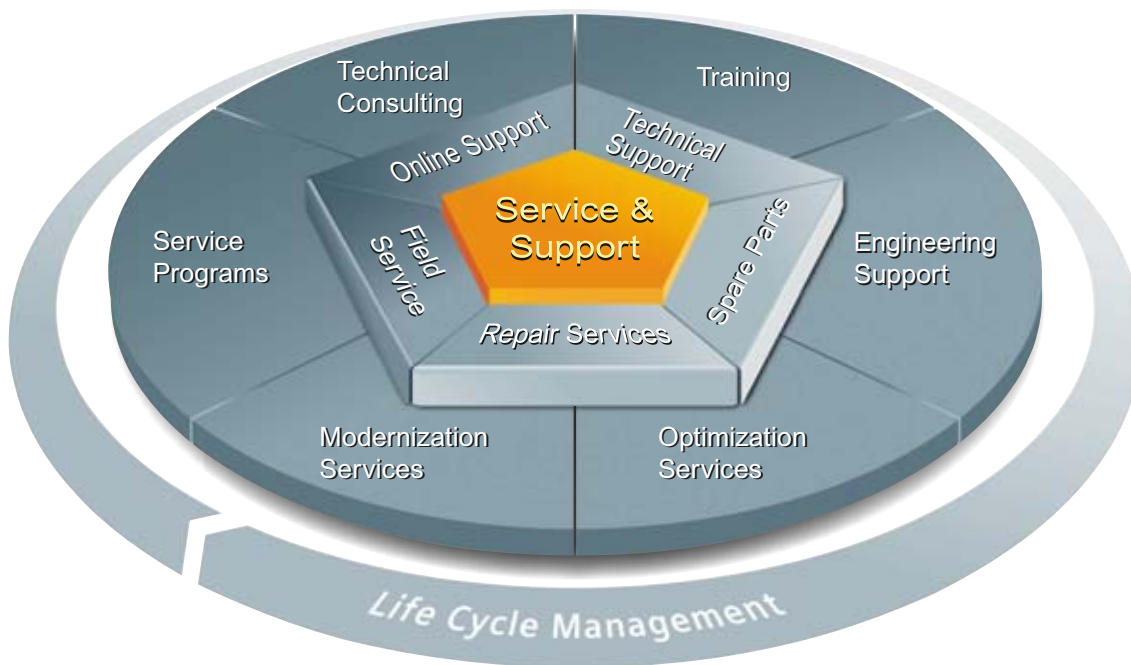 Technical
Consulting
Training
Online Support
Technical
Support
Service &
Support
Service
Programs
Field
Service
Spare Parts
Engineering
Support
Repair Services
Modernization
Services
Optimization
Services
Life Cycle Management